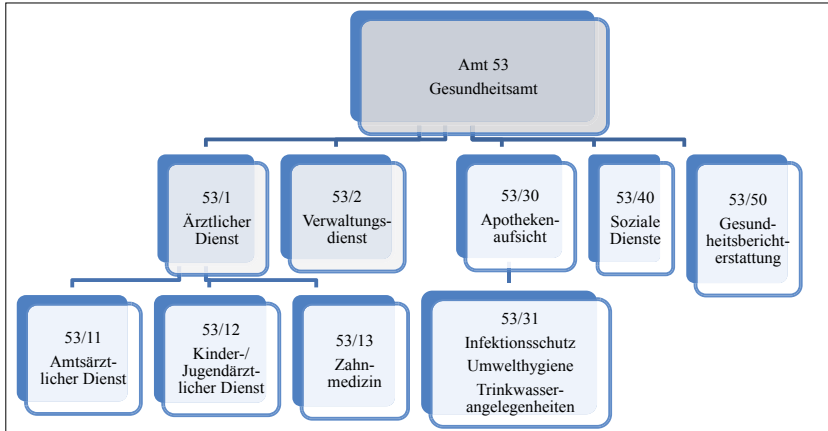 Amt 53
Gesundheitsamt
53/1
Ärztlicher
Dienst
53/2
Verwaltungs-
dienst
53/30
Apotheken-
aufsicht
53/40
Soziale
Dienste
53/50
Gesund-
heitsbericht-
erstattung
53/11
Amtsärzt-
licher Dienst
53/12
Kinder-/
Jugendärzt-
licher Dienst
53/13
Zahn-
medizin
53/31
Infektionsschutz
Umwelthygiene
Trinkwasser-
angelegenheiten